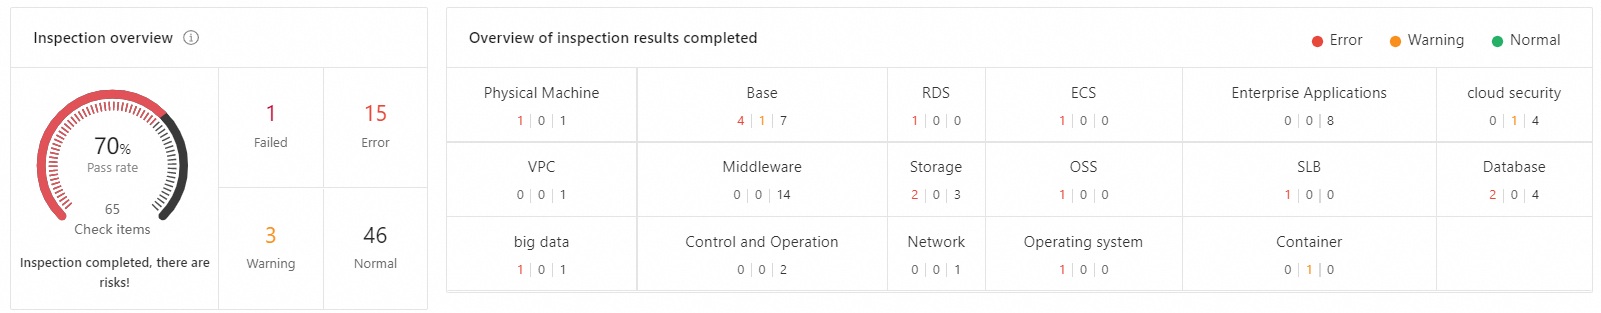 Inspection overview
70%
Pass rate
65
Check items
Inspection completed, there are
risks!
1
Failed
15
Error
3
Warning
46
Normal
Overview of inspection results completed
Error
Warning
Normal
Physical Machine
1 | 0 | 1
Base
4 | 1 | 7
RDS
1 | 0 | 0
ECS
1 | 0 | 0
Enterprise Applications
0 | 0 | 8
cloud security
0 | 1 | 4
VPC
0 | 0 | 1
Middleware
0 | 0 | 14
Storage
2 | 0 | 3
OSS
1 | 0 | 0
SLB
1 | 0 | 0
Database
2 | 0 | 4
big data
1 | 0 | 1
Control and Operation
0 | 0 | 2
Network
0 | 0 | 1
Operating system
1 | 0 | 0
Container
0 | 1 | 0